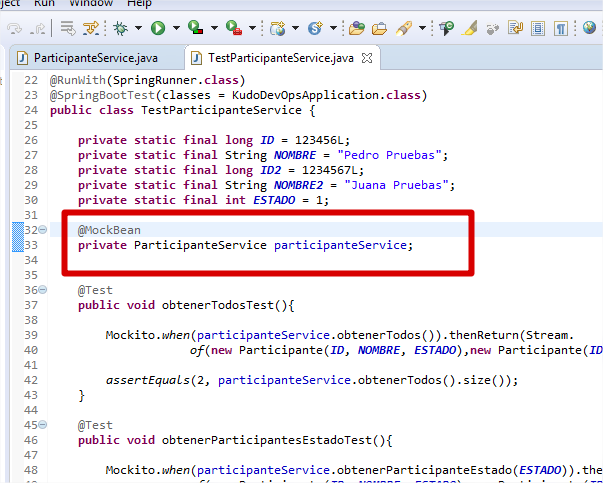 Run Window Help
ParticipanteService.java TestParticipanteService.java
22 @RunWith(SpringRunner.class)
23 @SpringBootTest(classes = KudoDevOpsApplication.class)
24 public class TestParticipanteService {
25
26 private static final long ID = 123456L;
27 private static final String NOMBRE = "Pedro Pruebas";
28 private static final long ID2 = 1234567L;
29 private static final String NOMBRE2 = "Juana Pruebas";
30 private static final int ESTADO = 1;
31
32 @MockBean
33 private ParticipanteService participanteService;
34
35
36 @Test
37 public void obtenerTodosTest(){
38
39 Mockito.when(participanteService.obtenerTodos()).thenReturn(Stream.
40 of(new Participante(ID, NOMBRE, ESTADO),new Participante(ID
41
42 assertEquals(2, participanteService.obtenerTodos().size());
43 }
44
45 @Test
46 public void obtenerParticipantesEstadoTest(){
47
48 Mockito.when(participanteService.obtenerParticipanteEstado(ESTADO)).the